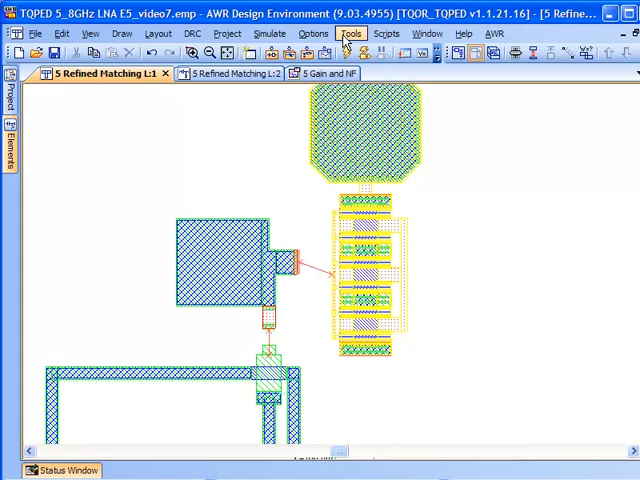 TQPED 5_8GHz LNA E5_video7.emp - AWR Design Environment (9.03.4955) [TQOR_TQPED v1.1.21.16] - [5 Refine...
File Edit View Draw Layout DRC Project Simulate Options Tools Scripts Window Help AWR
5 Refined Matching L:1 5 Refined Matching L:2 5 Gain and NF
Project
Elements
Status Window